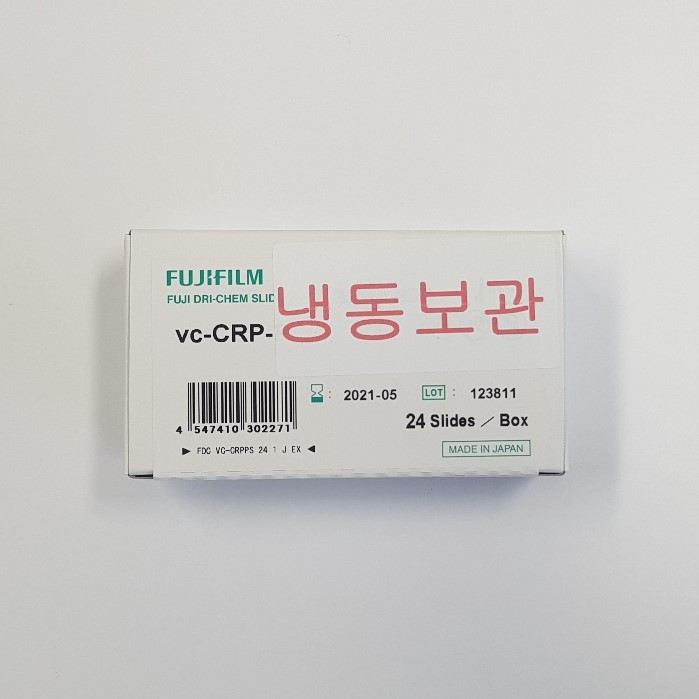 FUJIFILM
FUJI DRI-CHEM
vc-CRP-
냉동보관
: 2021-05 LOT : 123811
4 547410 302271
24 Slides / Box
► FDC VC-CRPPS 24 1 J EX ◄
MADE IN JAPAN